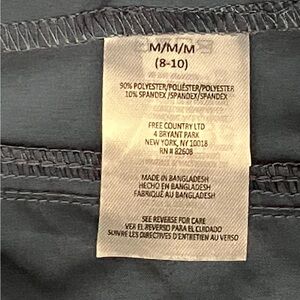 M/M/M
(8-10)
90% POLYESTER/POLIÉSTER/POLYESTER
10% SPANDEX /SPANDEX/SPANDEX
FREE COUNTRY LTD
4 BRYANT PARK
NEW YORK, NY 10018
RN # 82608
MADE IN BANGLADESH
HECHO EN BANGLADESH
FABRIQUÉ AU BANGLADESH
SEE REVERSE FOR CARE
VER EL REVERSO PARA EL CUIDADO
SUIVRE LES DIRECTIVES D'ENTRETIEN AU VERSO